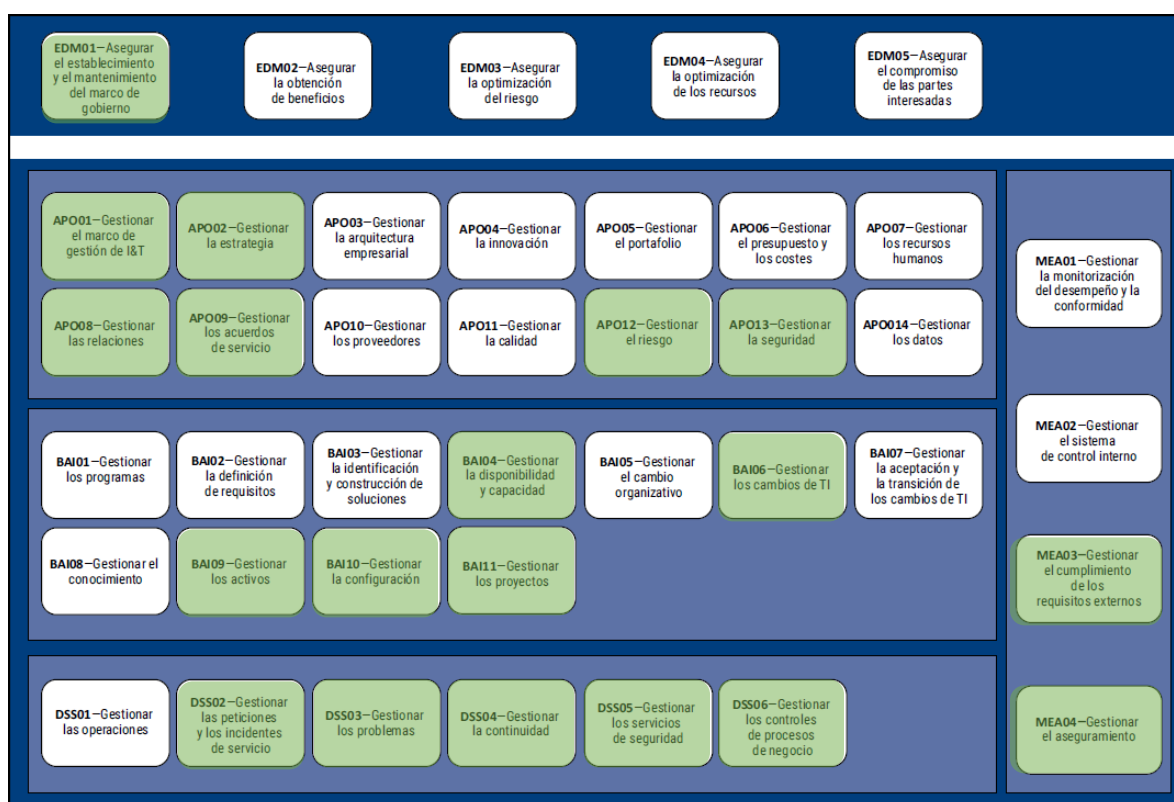 EDM01—Asegurar
el establecimiento
y el mantenimiento
del marco de
gobierno
EDM02—Asegurar
la obtención
de beneficios
EDM03—Asegurar
la optimización
del riesgo
EDM04—Asegurar
la optimización
de los recursos
EDM05—Asegurar
el compromiso
de las partes
interesadas
APO01—Gestionar
el marco de
gestión de I&T
APO02—Gestionar
la estrategia
APO03—Gestionar
la arquitectura
empresarial
APO04—Gestionar
la innovación
APO05—Gestionar
el portafolio
APO06—Gestionar
el presupuesto y
los costes
APO07—Gestionar
los recursos
humanos
APO08—Gestionar
las relaciones
APO09—Gestionar
los acuerdos
de servicio
APO10—Gestionar
los proveedores
APO11—Gestionar
la calidad
APO12—Gestionar
el riesgo
APO13—Gestionar
la seguridad
APO014—Gestionar
los datos
BAI01—Gestionar
los programas
BAI02—Gestionar
la definición
de requisitos
BAI03—Gestionar
la identificación
y construcción de
soluciones
BAI04—Gestionar
la disponibilidad
y capacidad
BAI05—Gestionar
el cambio
organizativo
BAI06—Gestionar
los cambios de TI
BAI07—Gestionar
la aceptación y
la transición de
los cambios de TI
BAI08—Gestionar el
conocimiento
BAI09—Gestionar
los activos
BAI10—Gestionar
la configuración
BAI11—Gestionar
los proyectos
DSS01—Gestionar
las operaciones
DSS02—Gestionar
las peticiones
y los incidentes
de servicio
DSS03—Gestionar
los problemas
DSS04—Gestionar
la continuidad
DSS05—Gestionar
los servicios
de seguridad
DSS06—Gestionar
los controles
de procesos
de negocio
MEA01—Gestionar
la monitorización
del desempeño y la
conformidad
MEA02—Gestionar
el sistema
de control interno
MEA03—Gestionar
el cumplimiento
de los
requisitos externos
MEA04—Gestionar
el aseguramiento